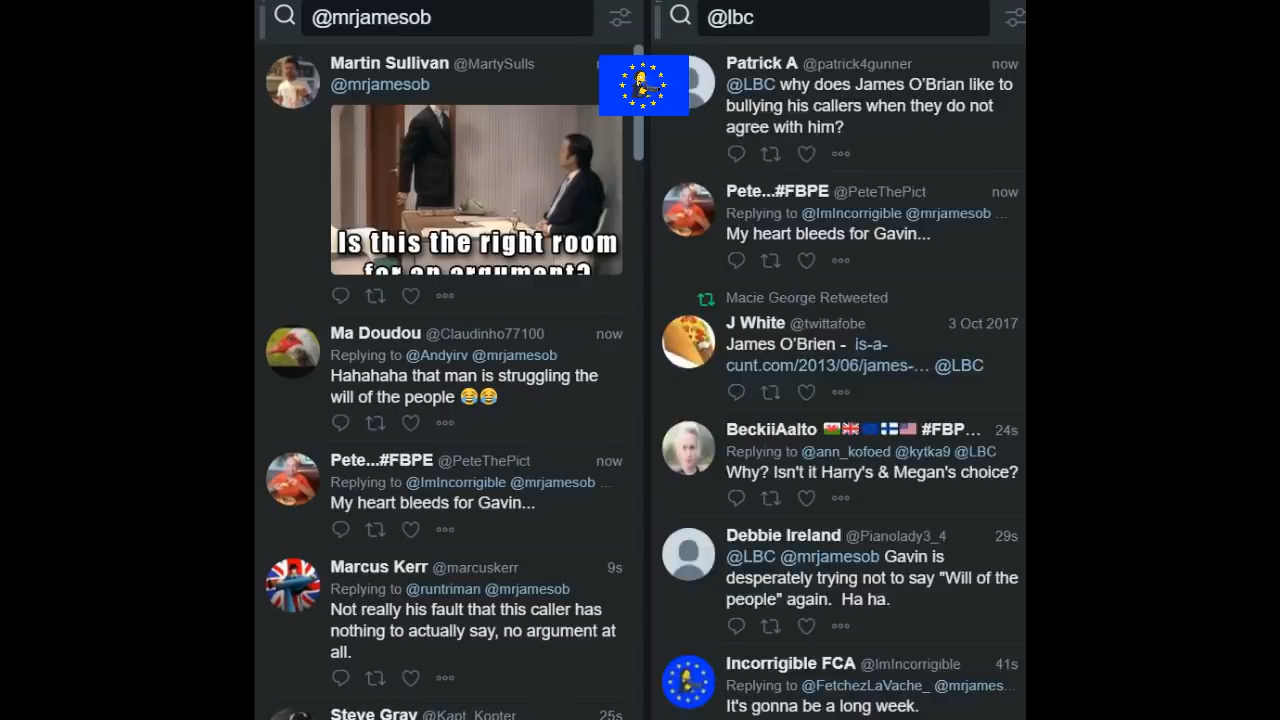 @mrjamesob
Martin Sullivan @MartySulls
@mrjamesob
Is this the right room
for an argument?
Ma Doudou @Claudinho77100 now
Replying to @Andyirv @mrjamesob
Hahahaha that man is struggling the
will of the people 😂😂
Pete...#FBPE @PeteThePict now
Replying to @ImIncorrigible @mrjamesob ...
My heart bleeds for Gavin...
Marcus Kerr @marcuskerr 9s
Replying to @runtriman @mrjamesob
Not really his fault that this caller has
nothing to actually say, no argument at
all.
Steve Gray @Kapt_Kopter 25s
@lbc
Patrick A @patrick4gunner now
@LBC why does James O'Brian like to
bullying his callers when they do not
agree with him?
Pete...#FBPE @PeteThePict now
Replying to @ImIncorrigible @mrjamesob ...
My heart bleeds for Gavin...
Macie George Retweeted
J White @twittafobe 3 Oct 2017
James O'Brien - is-a-
cunt.com/2013/06/james-... @LBC
BeckiiAalto 🏴󠁧󠁢󠁷󠁬󠁳󠁿🇬🇧🇪🇺🇫🇮🇺🇸 #FBP... 24s
Replying to @ann_kofoed @kytka9 @LBC
Why? Isn't it Harry's & Megan's choice?
Debbie Ireland @Pianolady3_4 29s
@LBC @mrjamesob Gavin is
desperately trying not to say "Will of the
people" again. Ha ha.
Incorrigible FCA @ImIncorrigible 41s
Replying to @FetchezLaVache_ @mrjames...
It's gonna be a long week.